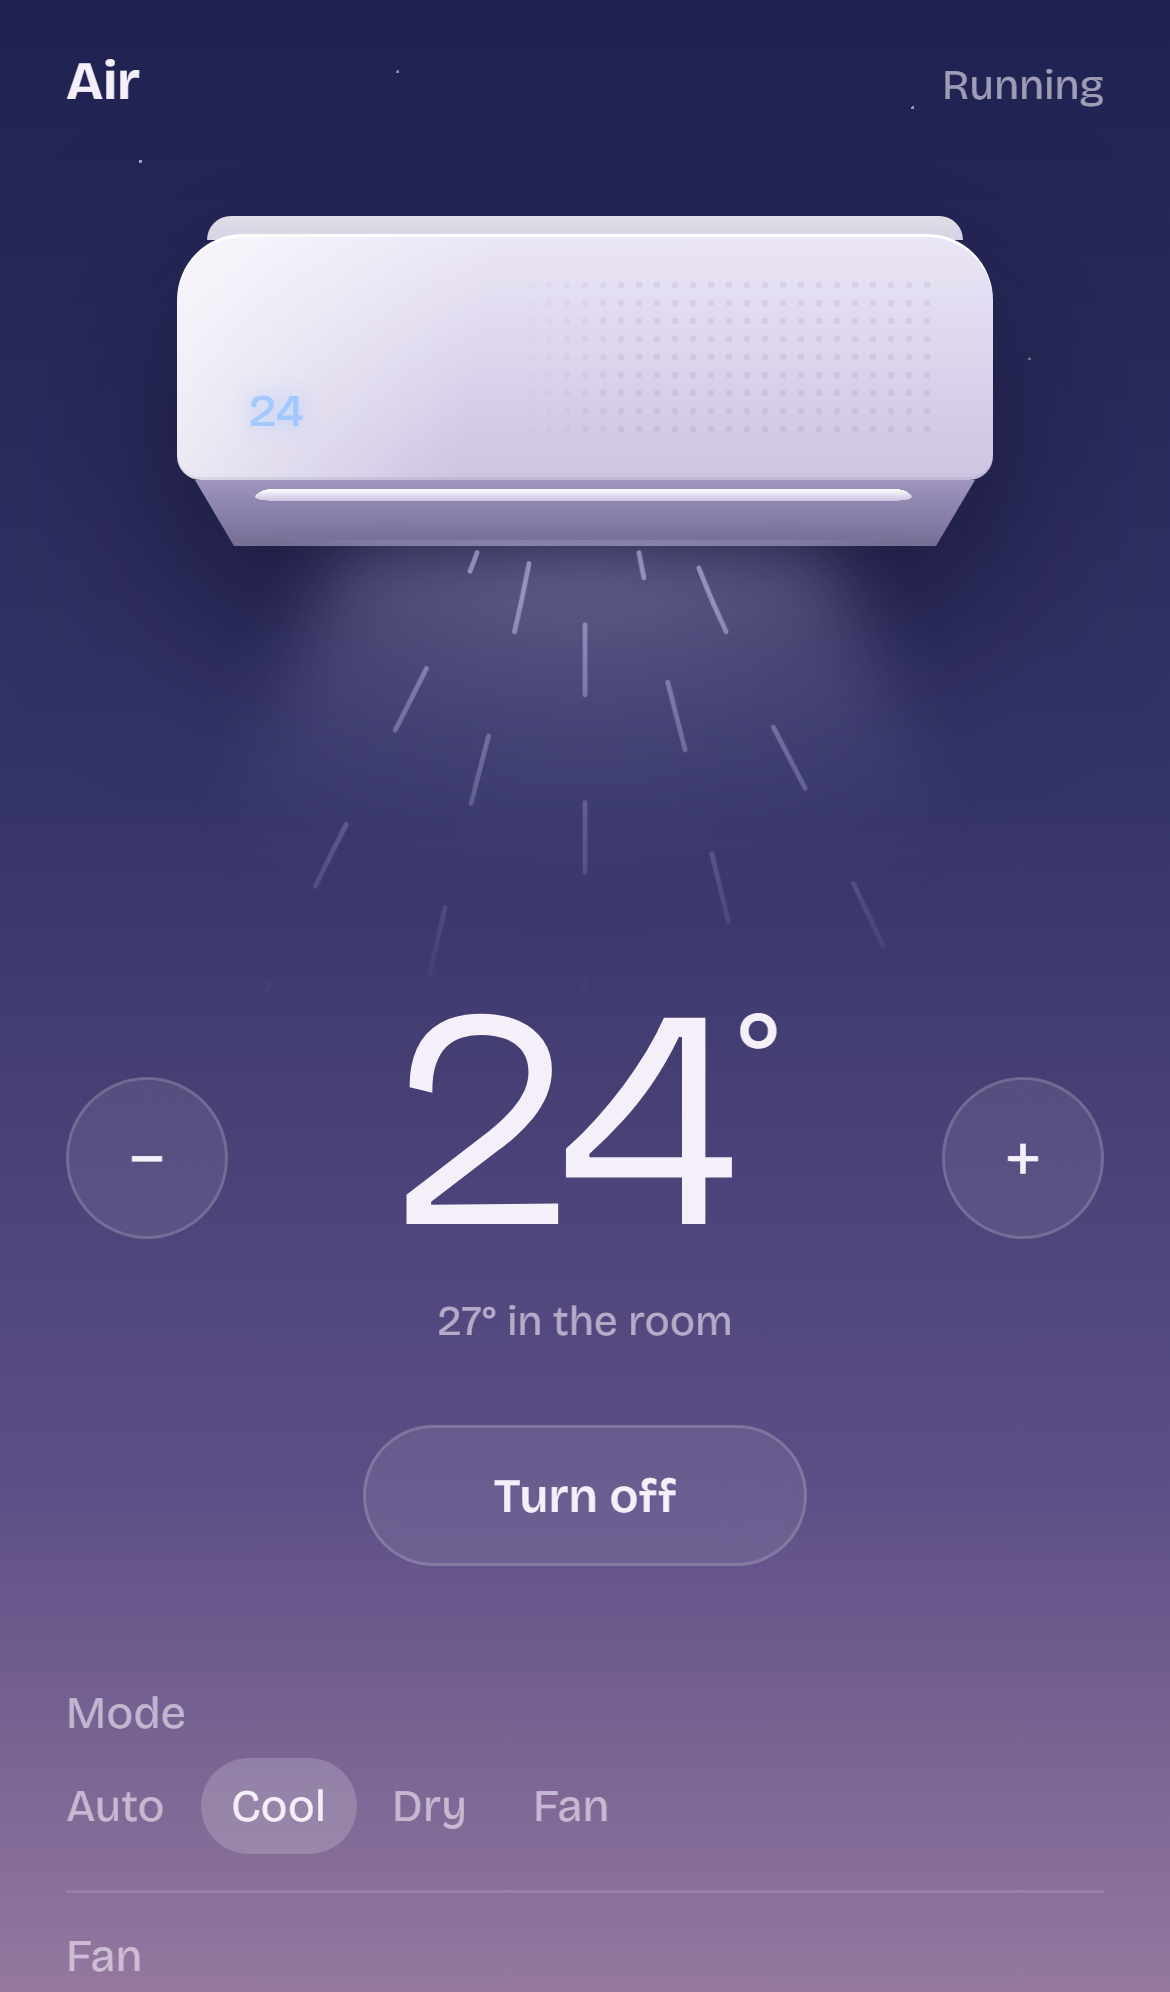 Air
Running
24
24°
−
+
27° in the room
Turn off
Mode
Auto Cool Dry Fan
Fan